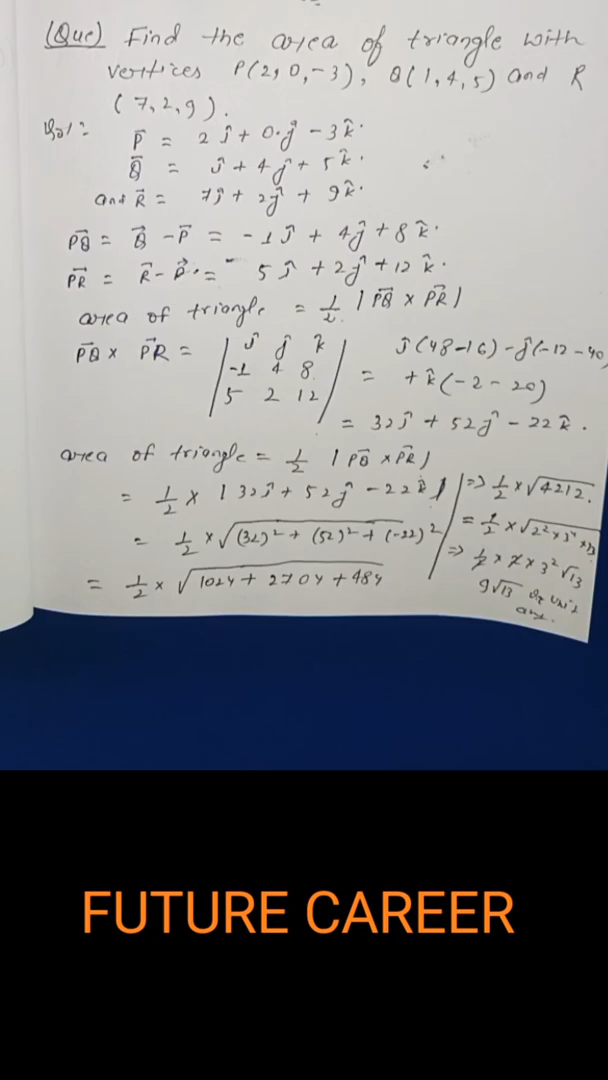 (Que) Find the area of triangle with
vertices P(2, 0, -3), Q(1, 4, 5) and R
(7, 2, 9).
Sol:-
P⃗ = 2î + 0·ĵ - 3k̂.
Q⃗ = î + 4ĵ + 5k̂.
and R⃗ = 7î + 2ĵ + 9k̂.
PQ⃗ = Q⃗ - P⃗ = -1î + 4ĵ + 8k̂.
PR⃗ = R⃗ - P⃗ = 5î + 2ĵ + 12k̂.
area of triangle = 1/2 |PQ⃗ × PR⃗|
PQ⃗ × PR⃗ = | î ĵ k̂ | = î(48-16) - ĵ(-12-40)
| -1 4 8 | + k̂(-2-20)
| 5 2 12 |
= 32î + 52ĵ - 22k̂.
area of triangle = 1/2 |PQ⃗ × PR⃗|
= 1/2 × |32î + 52ĵ - 22k̂|
= 1/2 × √(32)² + (52)² + (-22)²
= 1/2 × √1024 + 2704 + 484
=> 1/2 × √4212.
= 1/2 × √2² × 3⁴ × 13
=> 1/2 × 2 × 3² √13
9√13 sq unit
ans.
FUTURE CAREER